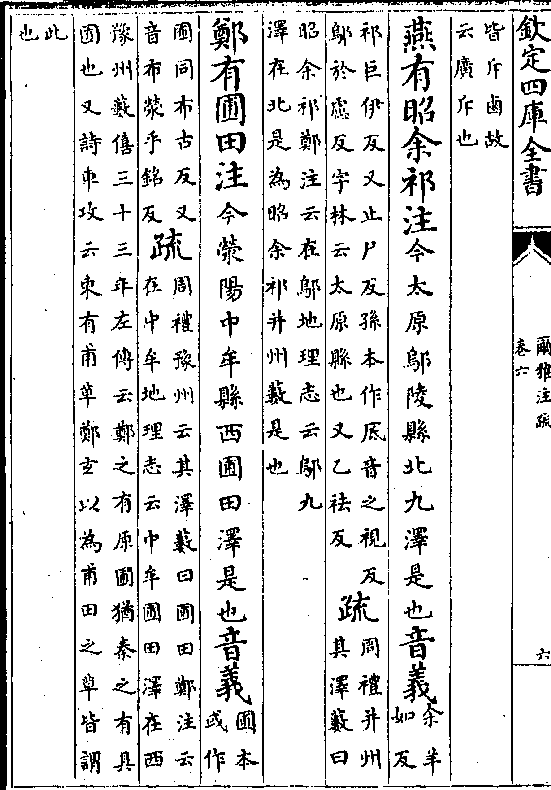 欽定四庫全書
爾雅注疏
卷六
六
皆斥鹵故
云廣斥也
燕有昭余祁注今太原鄔陵縣北九澤是也音義余羊
如反
祁巨伊反又止尸反孫本作底音之視反
鄔於慮反字林云太原縣也又乙袪反疏周禮并州
其澤藪曰
昭余祁鄭注云在鄔地理志云鄔九
澤在北是為昭余祁并州藪是也
鄭有圃田注今滎陽中牟縣西圃田澤是也音義圃本
或作
囿同布古反又
音布滎乎銘反疏周禮豫州云其澤藪曰圃田鄭注云
在中牟地理志云中牟圃田澤在西
豫州藪僖三十三年左傳云鄭之有原圃猶秦之有具
囿也又詩車攻云東有甫草鄭玄以為甫田之草皆謂
此
也